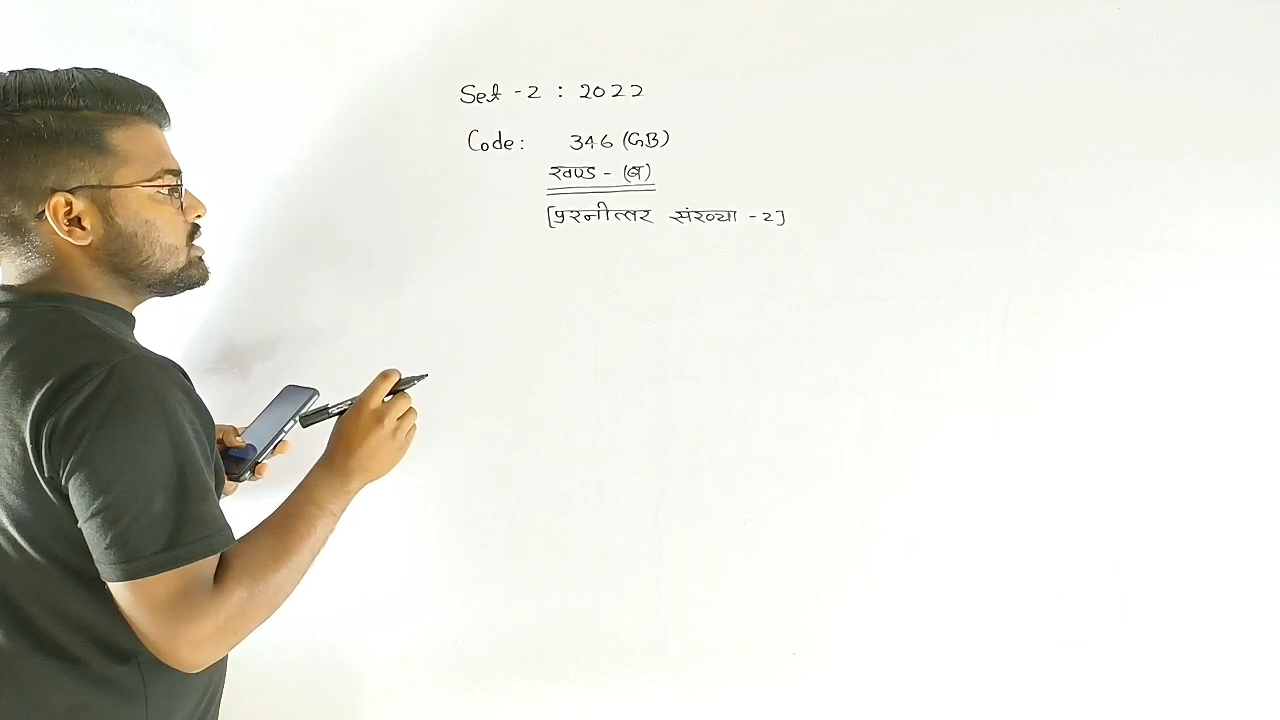 Set - 2 : 2022
Code: 346 (GB)
खण्ड - (ब)
[प्रश्नोत्तर संख्या - 2]